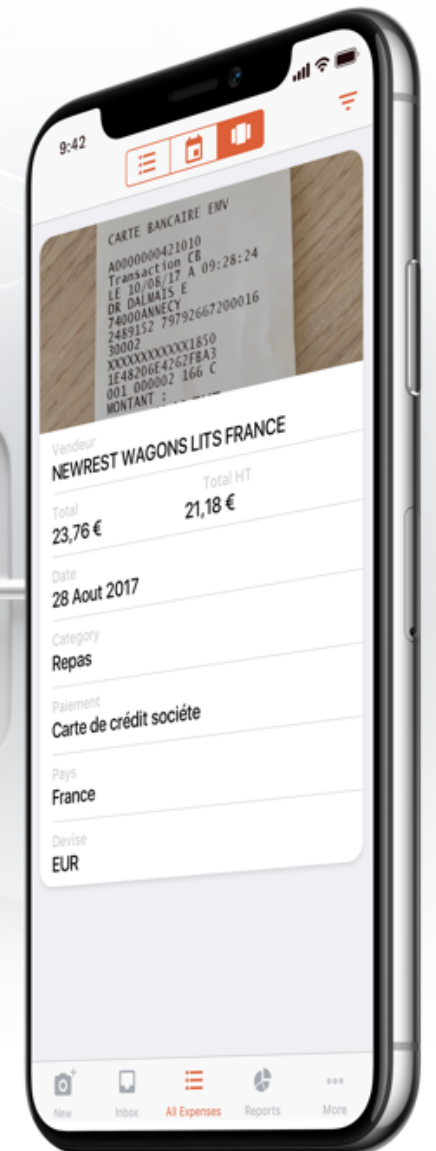 9:42
CARTE BANCAIRE EMV
A0000000421010
Transaction CB
LE 10/08/17 A 09:28:24
DR DALMAIS E
74000ANNECY
2489152 79792667200016
30002
XXXXXXXXXXXX1850
1E48206E4262FBA3
001 000002 166 C
MONTANT :
Vendeur
NEWREST WAGONS LITS FRANCE
Total Total HT
23,76 € 21,18 €
Date
28 Aout 2017
Category
Repas
Paiement
Carte de crédit sociéte
Pays
France
Devise
EUR
New Inbox All Expenses Reports More